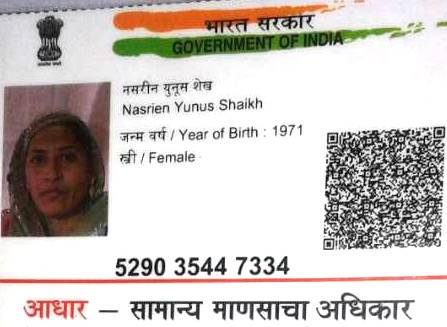 भारत सरकार
GOVERNMENT OF INDIA
नसरीन युनूस शेख
Nasrien Yunus Shaikh
जन्म वर्ष / Year of Birth : 1971
स्त्री / Female
5290 3544 7334
आधार — सामान्य माणसाचा अधिकार